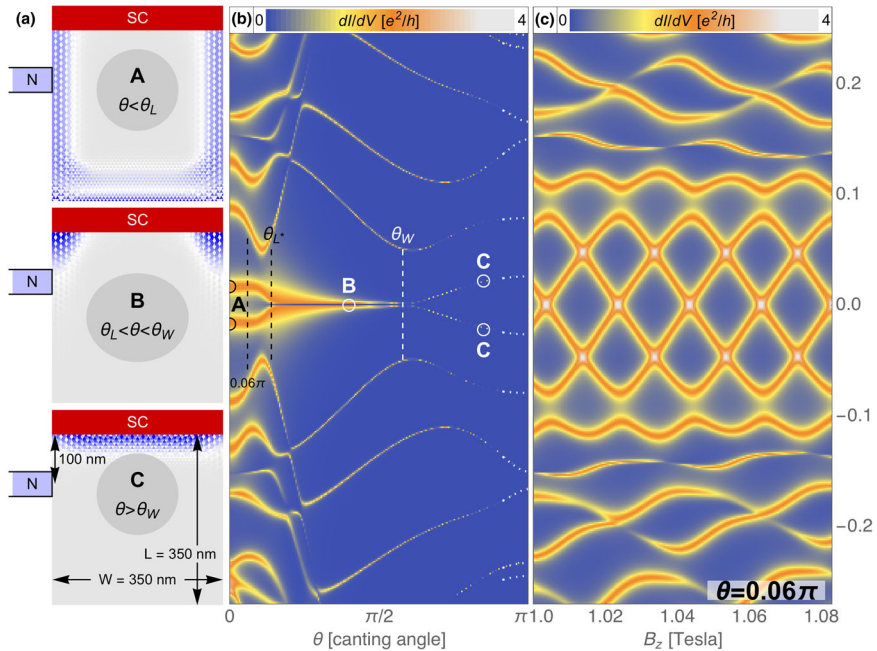 (a)
SC
N
A
θ<θL
SC
N
B
θL<θ<θW
SC
100 nm
N
C
θ>θW
L = 350 nm
W = 350 nm
(b)
0 dI/dV [e²/h] 4
θL*
θW
A
B
C
C
0.06π
0 π/2 π
θ [canting angle]
(c)
0 dI/dV [e²/h] 4
0.2
0.1
0.0
-0.1
-0.2
θ=0.06π
1.0 1.02 1.04 1.06 1.08
Bz [Tesla]